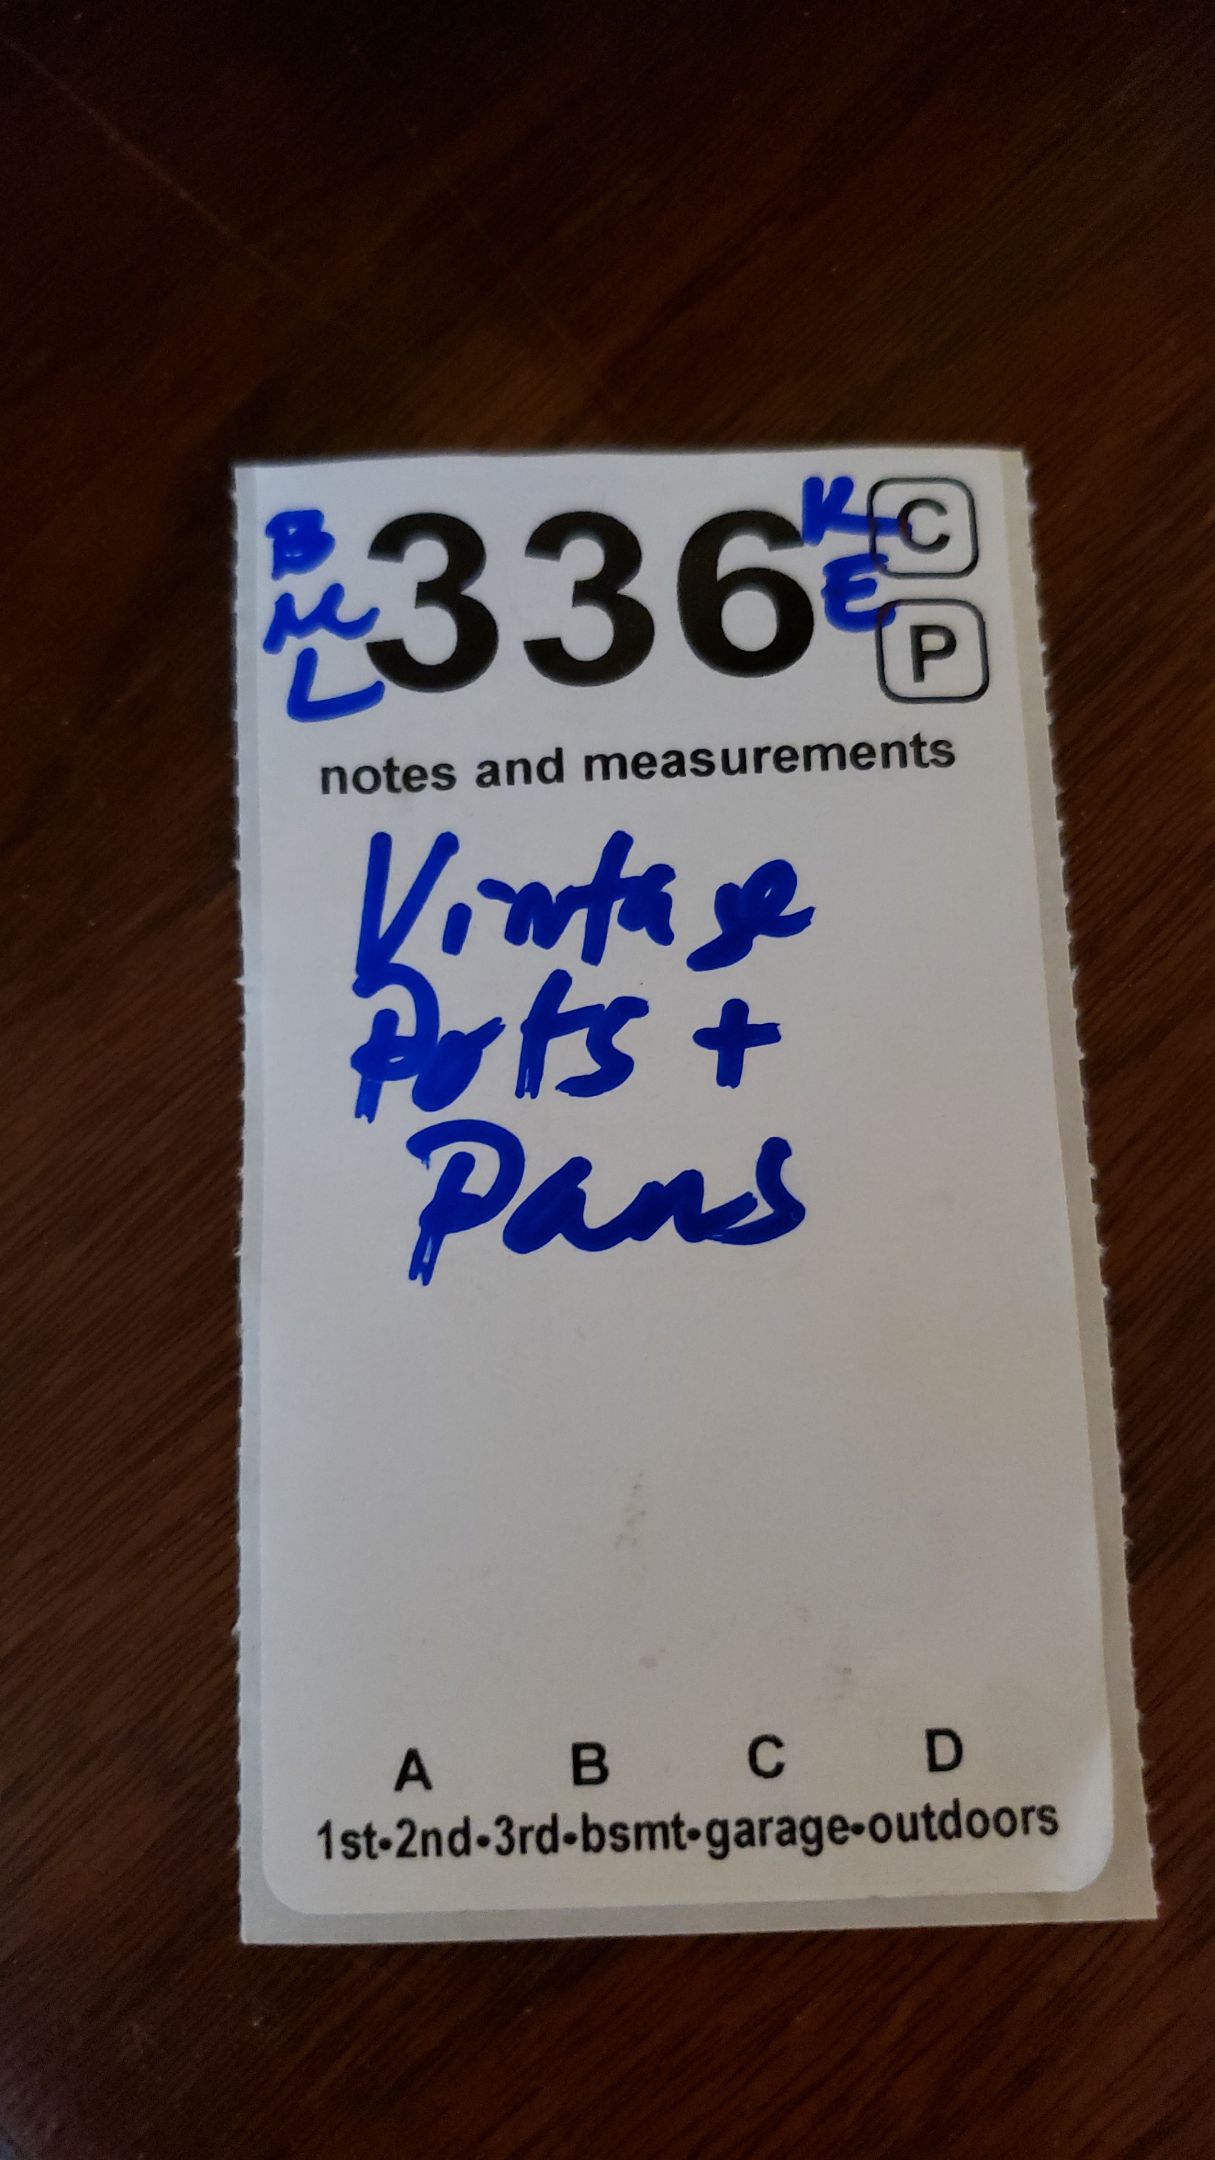 B 336 K C
M E
L P
notes and measurements
Vintage
Pots +
Pans
A B C D
1st•2nd•3rd•bsmt•garage•outdoors